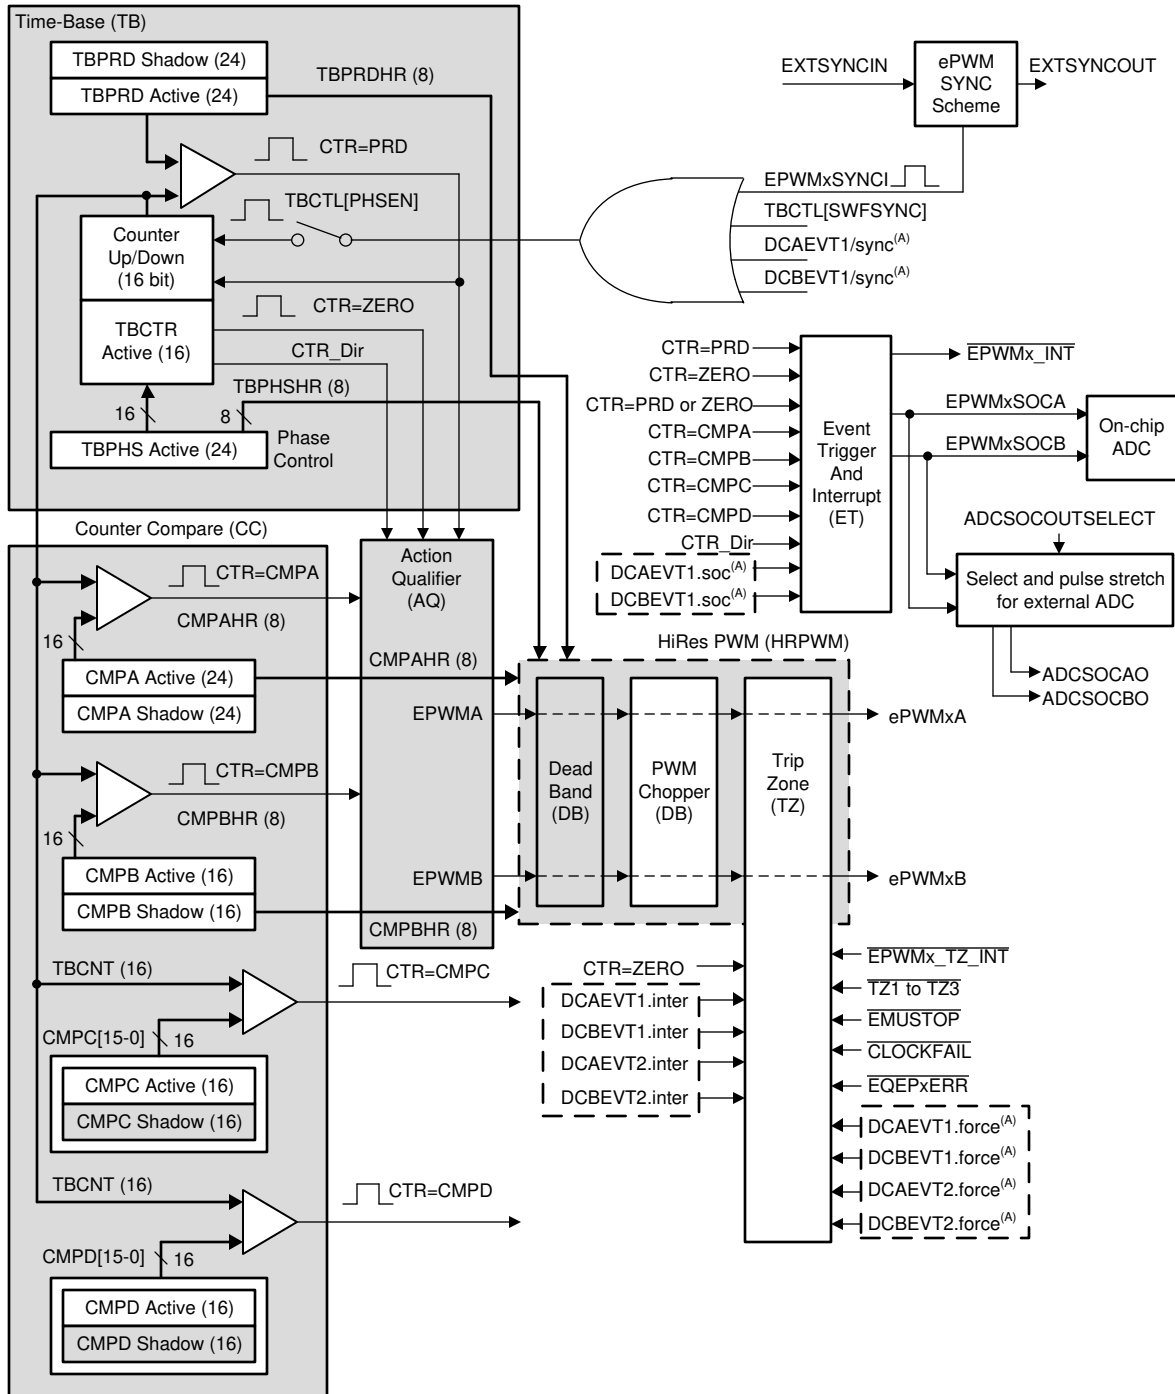 Time-Base (TB)
TBPRD Shadow (24)
TBPRD Active (24)
TBPRDHR (8)
CTR=PRD
TBCTL[PHSEN]
Counter
Up/Down
(16 bit)
CTR=ZERO
TBCTR
Active (16)
CTR_Dir
TBPHSHR (8)
16
8
TBPHS Active (24)
Phase
Control
EXTSYNCIN
ePWM
SYNC
Scheme
EXTSYNCOUT
EPWMxSYNCI
TBCTL[SWFSYNC]
DCAEVT1/sync(A)
DCBEVT1/sync(A)
CTR=PRD
CTR=ZERO
CTR=PRD or ZERO
CTR=CMPA
CTR=CMPB
CTR=CMPC
CTR=CMPD
CTR_Dir
DCAEVT1.soc(A)
DCBEVT1.soc(A)
Event
Trigger
And
Interrupt
(ET)
EPWMx_INT
EPWMxSOCA
EPWMxSOCB
On-chip
ADC
ADCSOCOUTSELECT
Select and pulse stretch
for external ADC
ADCSOCAO
ADCSOCBO
Counter Compare (CC)
CTR=CMPA
CMPAHR (8)
16
CMPA Active (24)
CMPA Shadow (24)
CTR=CMPB
CMPBHR (8)
16
CMPB Active (16)
CMPB Shadow (16)
TBCNT (16)
CTR=CMPC
CMPC[15-0]
16
CMPC Active (16)
CMPC Shadow (16)
TBCNT (16)
CTR=CMPD
CMPD[15-0]
16
CMPD Active (16)
CMPD Shadow (16)
Action
Qualifier
(AQ)
CMPAHR (8)
EPWMA
EPWMB
CMPBHR (8)
HiRes PWM (HRPWM)
Dead
Band
(DB)
PWM
Chopper
(DB)
Trip
Zone
(TZ)
ePWMxA
ePWMxB
CTR=ZERO
DCAEVT1.inter
DCBEVT1.inter
DCAEVT2.inter
DCBEVT2.inter
EPWMx_TZ_INT
TZ1 to TZ3
EMUSTOP
CLOCKFAIL
EQEPxERR
DCAEVT1.force(A)
DCBEVT1.force(A)
DCAEVT2.force(A)
DCBEVT2.force(A)